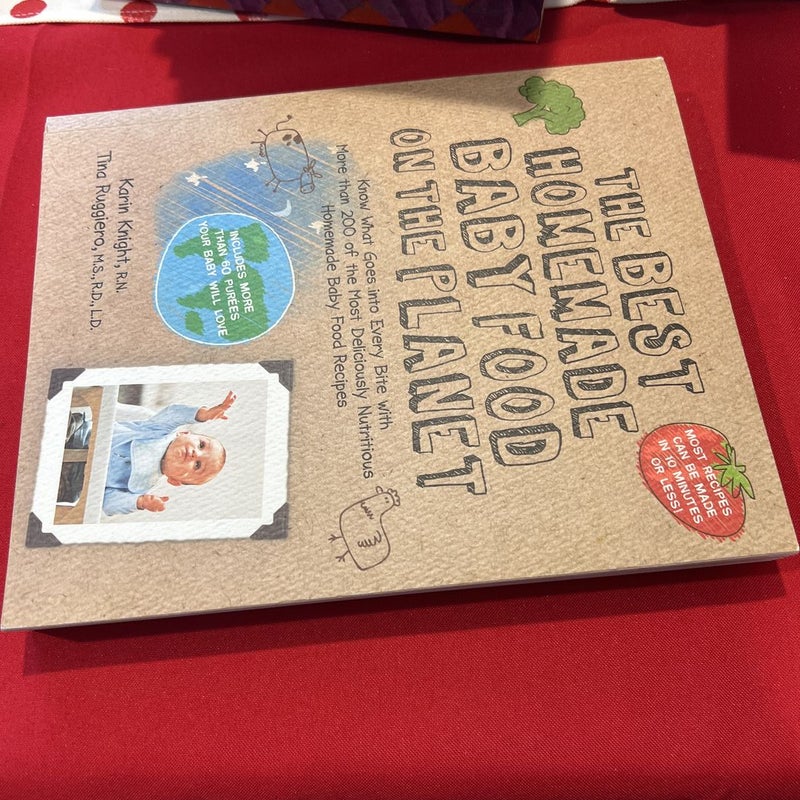 THE BEST
HOMEMADE
BABY FOOD
ON THE PLANET
MOST RECIPES
CAN BE MADE
IN 10 MINUTES
OR LESS!
Know What Goes into Every Bite with
More than 200 of the Most Deliciously Nutritious
Homemade Baby Food Recipes
INCLUDES MORE
THAN 60 PURÉES
YOUR BABY WILL LOVE
Karin Knight, R.N.
Tina Ruggiero, M.S., R.D., L.D.